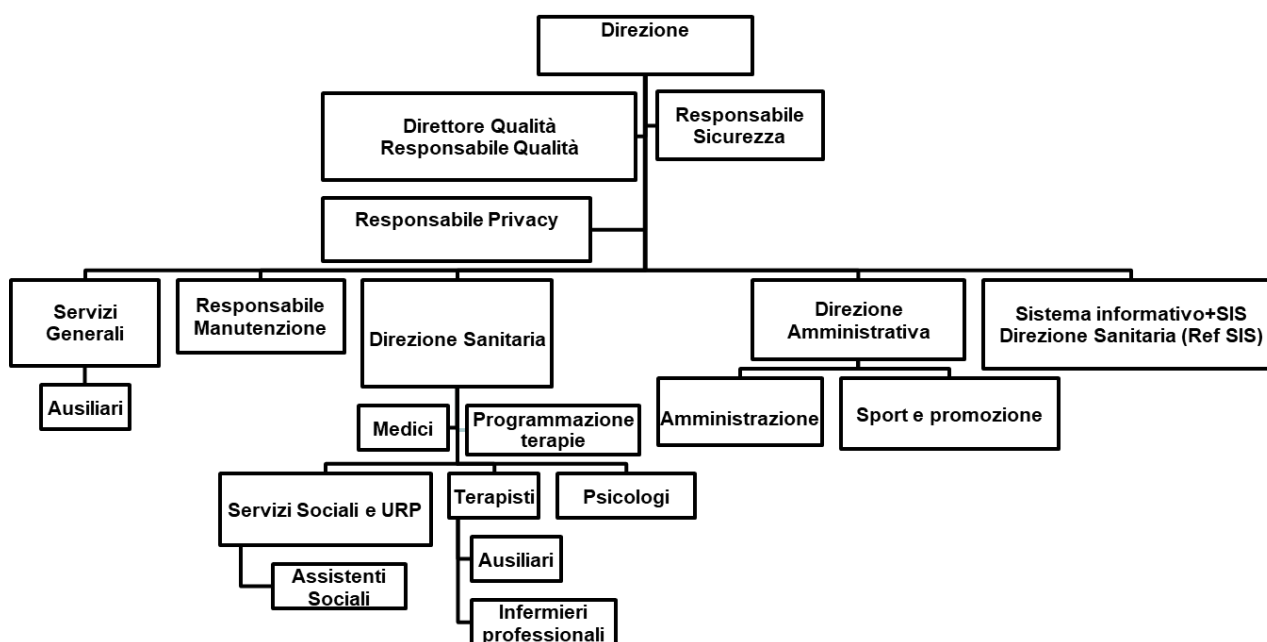 Direzione
Direttore Qualità
Responsabile Qualità
Responsabile
Sicurezza
Responsabile Privacy
Servizi
Generali
Responsabile
Manutenzione
Direzione Sanitaria
Direzione
Amministrativa
Sistema informativo+SIS
Direzione Sanitaria (Ref SIS)
Ausiliari
Medici
Programmazione
terapie
Amministrazione
Sport e promozione
Servizi Sociali e URP
Terapisti
Psicologi
Assistenti
Sociali
Ausiliari
Infermieri
professionali